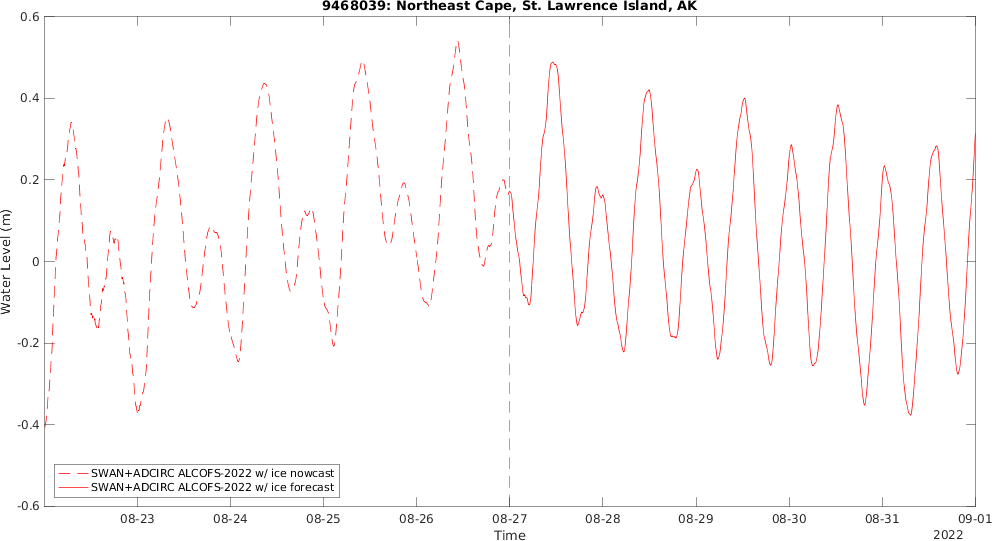 9468039: Northeast Cape, St. Lawrence Island, AK
0.6
0.4
0.2
0
-0.2
-0.4
-0.6
Water Level (m)
SWAN+ADCIRC ALCOFS-2022 w/ ice nowcast
SWAN+ADCIRC ALCOFS-2022 w/ ice forecast
08-23 08-24 08-25 08-26 08-27 08-28 08-29 08-30 08-31 09-01
Time
2022